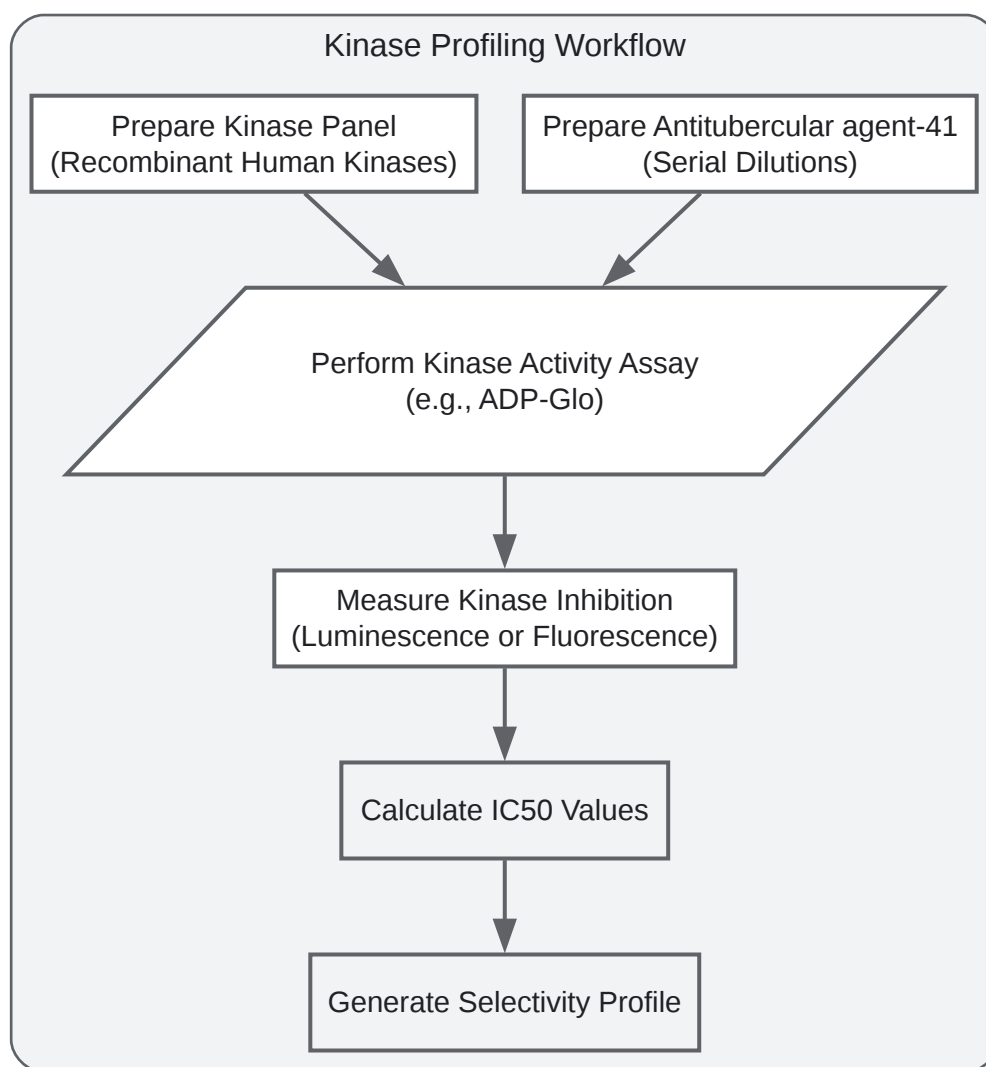 Kinase Profiling Workflow
Prepare Kinase Panel
(Recombinant Human Kinases)
Prepare Antitubercular agent-41
(Serial Dilutions)
Perform Kinase Activity Assay
(e.g., ADP-Glo)
Measure Kinase Inhibition
(Luminescence or Fluorescence)
Calculate IC50 Values
Generate Selectivity Profile